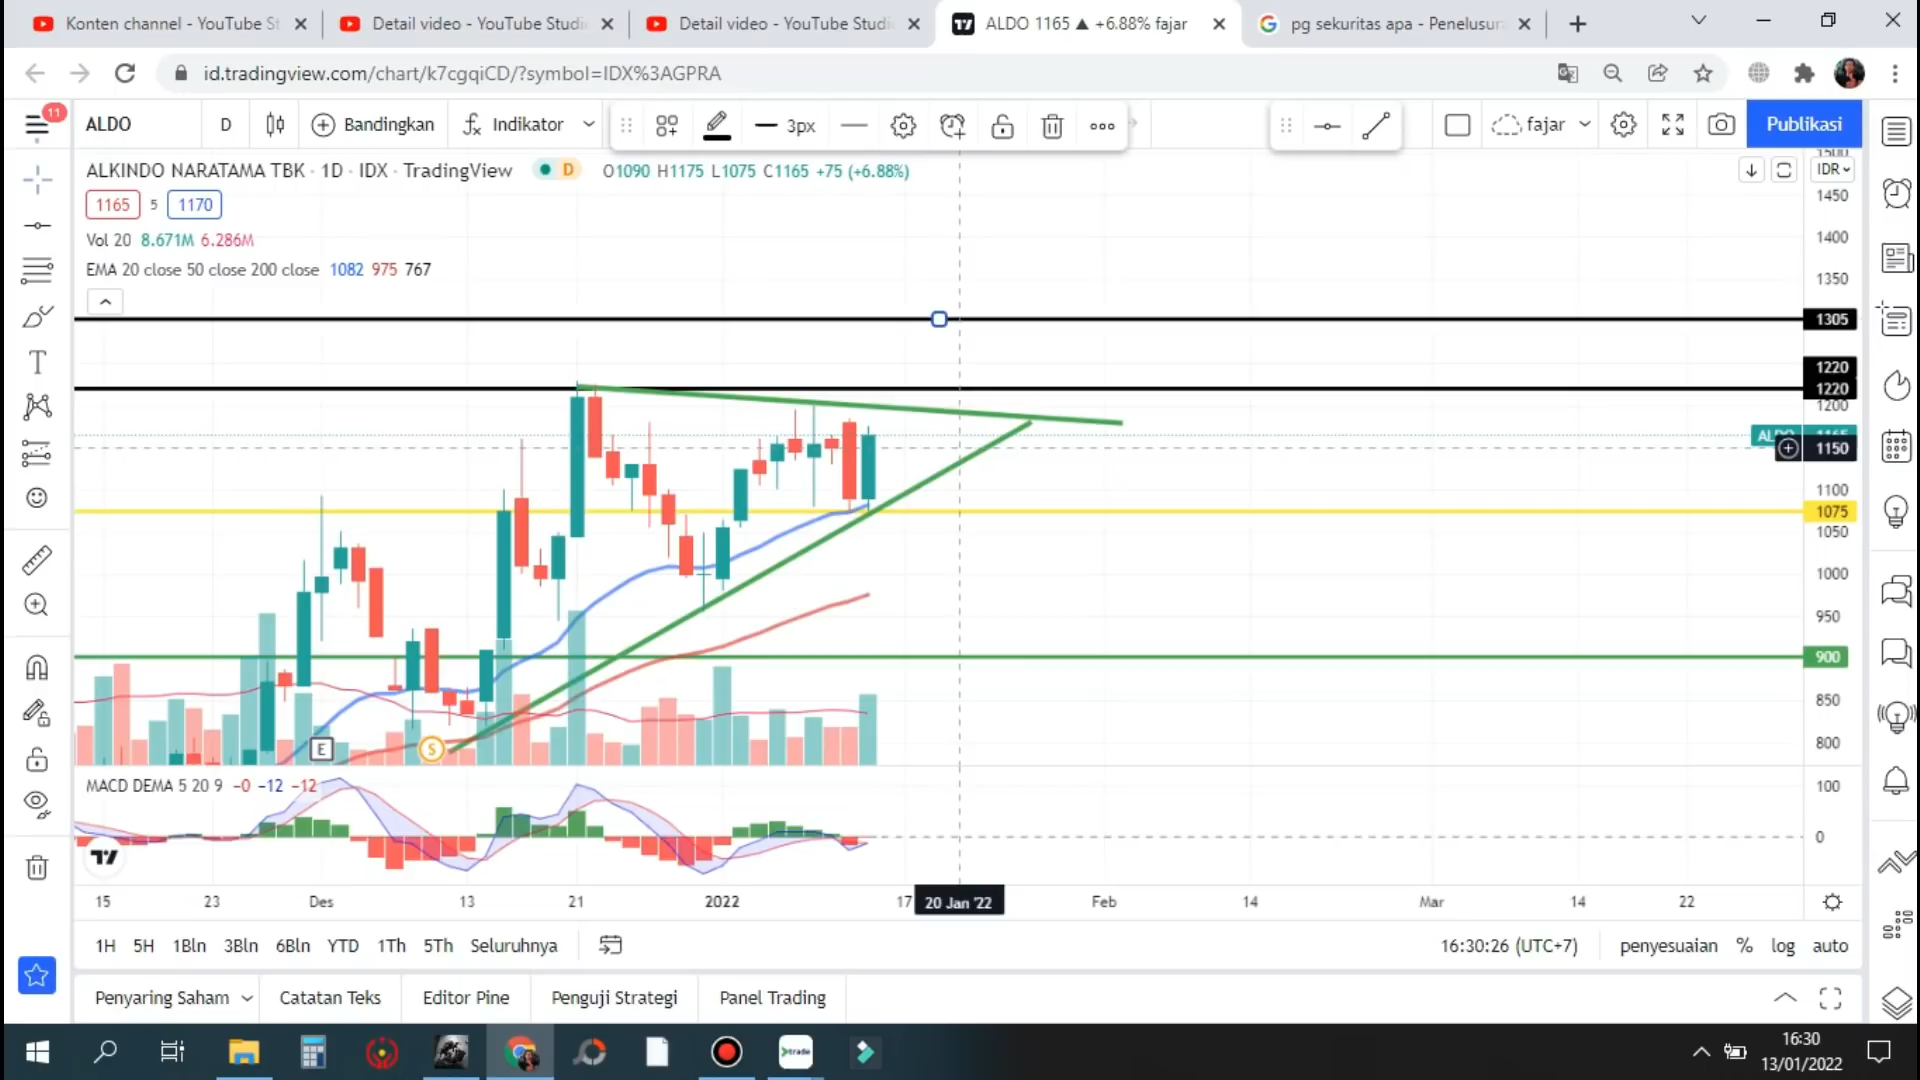 Konten channel - YouTube St
Detail video - YouTube Studi
Detail video - YouTube Studi
ALDO 1165 ▲ +6.88% fajar
pg sekuritas apa - Penelusura
id.tradingview.com/chart/k7cgqiCD/?symbol=IDX%3AGPRA
11
ALDO
D
Bandingkan
Indikator
3px
fajar
Publikasi
ALKINDO NARATAMA TBK · 1D · IDX · TradingView
D
O1090 H1175 L1075 C1165 +75 (+6.88%)
IDR
1165
5
1170
Vol 20 8.671M 6.286M
EMA 20 close 50 close 200 close 1082 975 767
1500
1450
1400
1350
1305
1220
1220
1200
ALDO 1165
1150
1100
1075
1050
1000
950
900
850
800
E
S
MACD DEMA 5 20 9 −0 −12 −12
100
0
15
23
Des
13
21
2022
17
20 Jan '22
Feb
14
Mar
14
22
1H
5H
1Bln
3Bln
6Bln
YTD
1Th
5Th
Seluruhnya
16:30:26 (UTC+7)
penyesuaian
%
log
auto
Penyaring Saham
Catatan Teks
Editor Pine
Penguji Strategi
Panel Trading
trade
16:30
13/01/2022